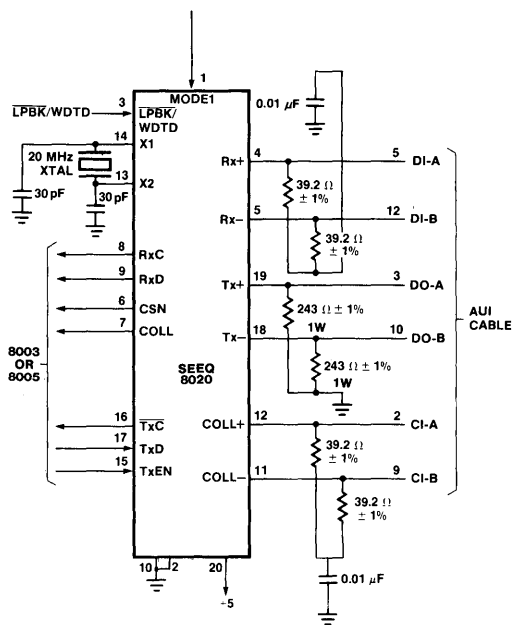 1
MODE1
3
LPBK/WDTD
LPBK/
WDTD
14
X1
20 MHz
XTAL
13
X2
30 pF
30 pF
0.01 µF
4
Rx+
5
DI-A
39.2 Ω
± 1%
5
Rx−
12
DI-B
39.2 Ω
± 1%
8
RxC
9
RxD
6
CSN
7
COLL
8003
OR
8005
19
Tx+
3
DO-A
243 Ω ± 1%
1W
18
Tx−
10
DO-B
243 Ω ± 1%
1W
SEEQ
8020
AUI
CABLE
16
TxC
17
TxD
15
TxEN
12
COLL+
2
CI-A
39.2 Ω
± 1%
11
COLL−
9
CI-B
39.2 Ω
± 1%
10
2
20
+5
0.01 µF